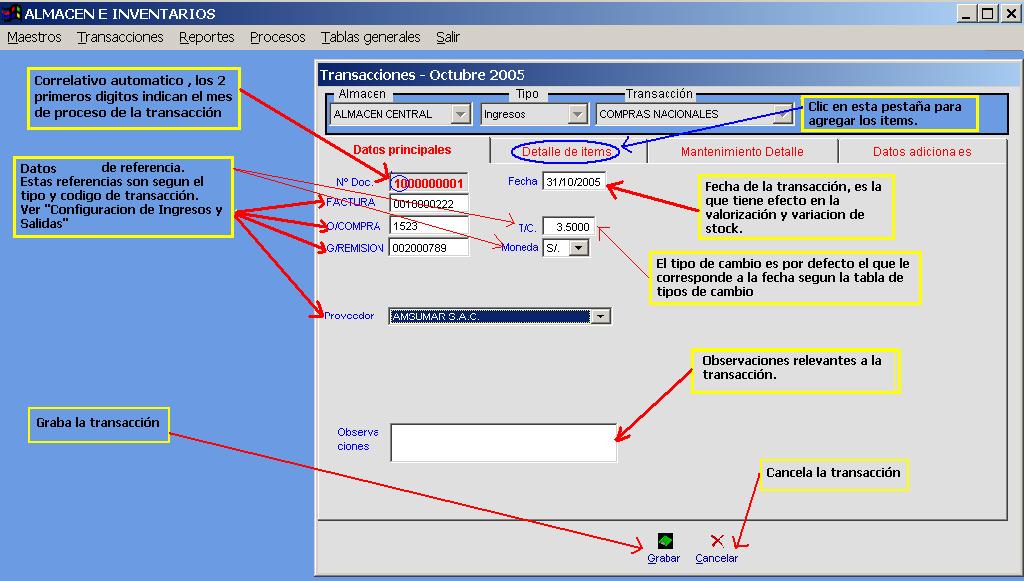 ALMACEN E INVENTARIOS
Maestros Transacciones Reportes Procesos Tablas generales Salir
Correlativo automatico , los 2
primeros digitos indican el mes
de proceso de la transacción
Transacciones - Octubre 2005
Almacen Tipo Transacción
ALMACEN CENTRAL Ingresos COMPRAS NACIONALES
Clic en esta pestaña para
agregar los items.
Datos principales Detalle de items Mantenimiento Detalle Datos adicionales
Datos de referencia.
Estas referencias son segun el
tipo y codigo de transacción.
Ver "Configuracion de Ingresos y
Salidas"
Nº Doc. 1000000001 Fecha 31/10/2005
FACTURA 0010000222
O/COMPRA 1523 T/C. 3.5000
G/REMISION 002000789 Moneda S/.
Fecha de la transacción, es la
que tiene efecto en la
valorización y variacion de
stock.
El tipo de cambio es por defecto el que le
corresponde a la fecha segun la tabla de
tipos de cambio
Proveedor AMSUMAR S.A.C.
Observaciones relevantes a la
transacción.
Graba la transacción
Observa
ciones
Cancela la transacción
Grabar Cancelar